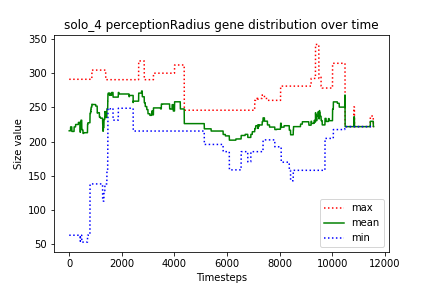 solo_4 perceptionRadius gene distribution over time
350
300
250
200
150
100
50
Size value
0
2000
4000
6000
8000
10000
12000
Timesteps
max
mean
min